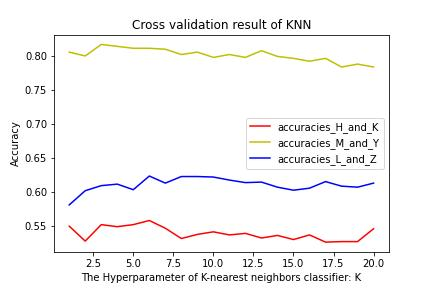 Cross validation result of KNN
0.80
0.75
0.70
0.65
0.60
0.55
Accuracy
accuracies_H_and_K
accuracies_M_and_Y
accuracies_L_and_Z
2.5 5.0 7.5 10.0 12.5 15.0 17.5 20.0
The Hyperparameter of K-nearest neighbors classifier: K